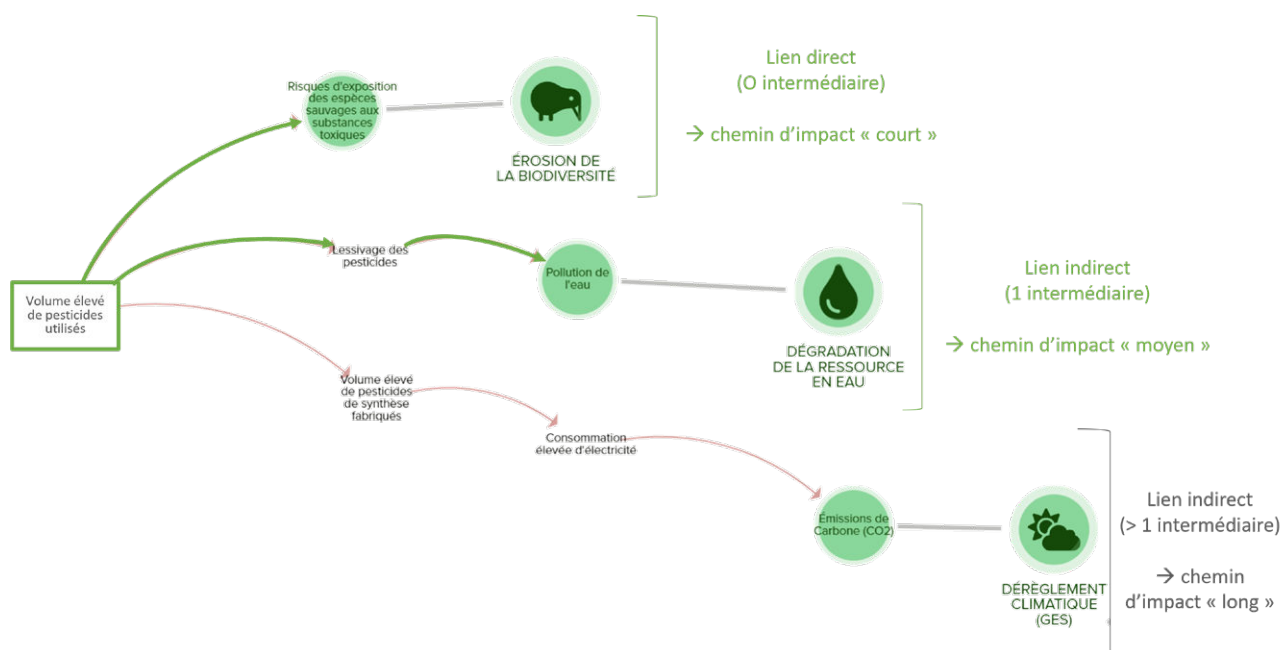 Risques d'exposition
des espèces
sauvages aux
substances
toxiques
ÉROSION DE
LA BIODIVERSITÉ
Lien direct
(O intermédiaire)
→ chemin d'impact « court »
Volume élevé
de pesticides
utilisés
Lessivage des
pesticides
Pollution de
l'eau
DÉGRADATION
DE LA RESSOURCE
EN EAU
Lien indirect
(1 intermédiaire)
→ chemin d'impact « moyen »
Volume élevé
de pesticides
de synthèse
fabriqués
Consommation
élevée d'électricité
Émissions de
Carbone (CO2)
DÉRÈGLEMENT
CLIMATIQUE
(GES)
Lien indirect
(> 1 intermédiaire)
→ chemin
d'impact « long »